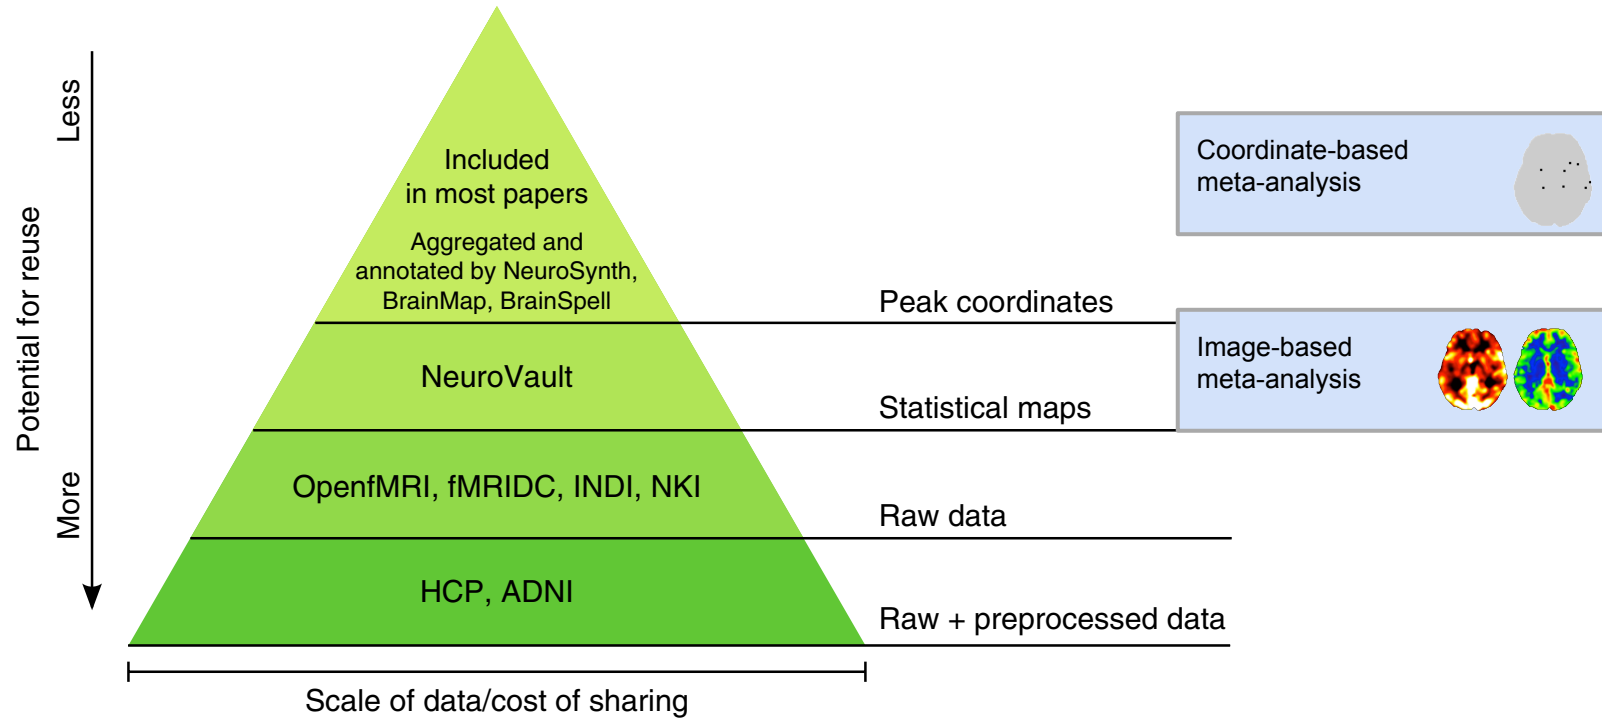 Less
More
Potential for reuse
Included
in most papers
Aggregated and
annotated by NeuroSynth,
BrainMap, BrainSpell
NeuroVault
OpenfMRI, fMRIDC, INDI, NKI
HCP, ADNI
Peak coordinates
Statistical maps
Raw data
Raw + preprocessed data
Coordinate-based
meta-analysis
Image-based
meta-analysis
Scale of data/cost of sharing